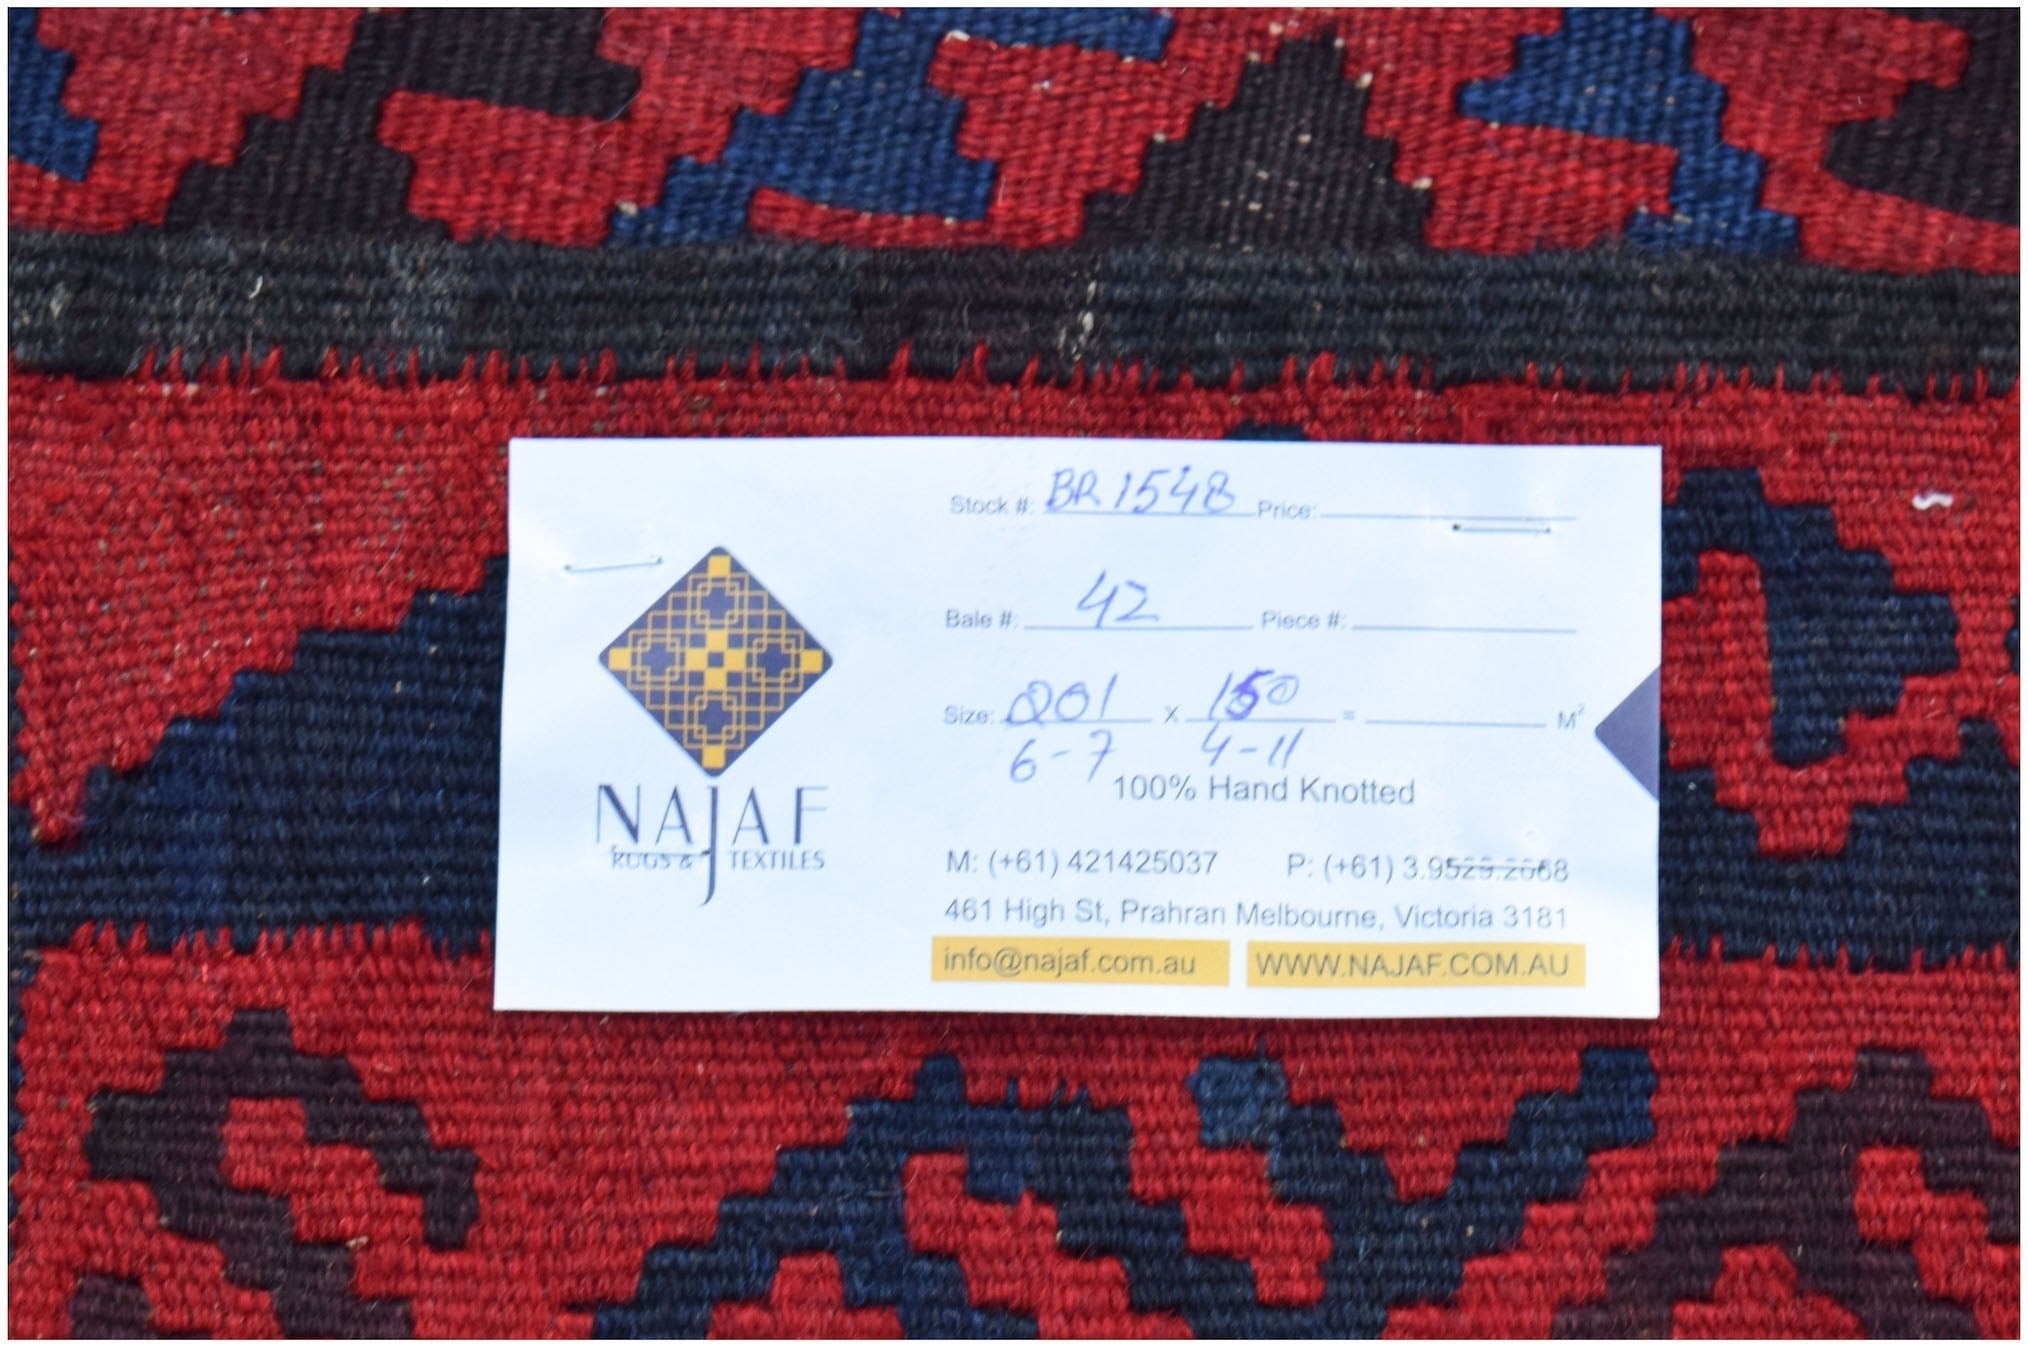 Stock #: BR 1548 Price:
Bale #: 42 Piece #:
Size: 201 x 150 = M²
6-7 4-11
100% Hand Knotted
NAJAF
RUGS & TEXTILES
M: (+61) 421425037 P: (+61) 3.9529.2068
461 High St, Prahran Melbourne, Victoria 3181
info@najaf.com.au WWW.NAJAF.COM.AU